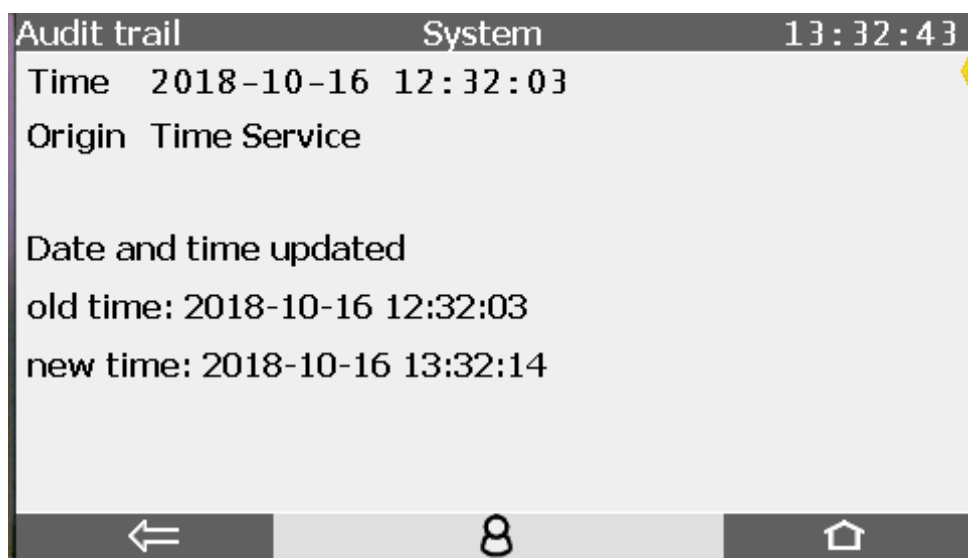 Audit trail System 13:32:43
Time 2018-10-16 12:32:03
Origin Time Service
Date and time updated
old time: 2018-10-16 12:32:03
new time: 2018-10-16 13:32:14